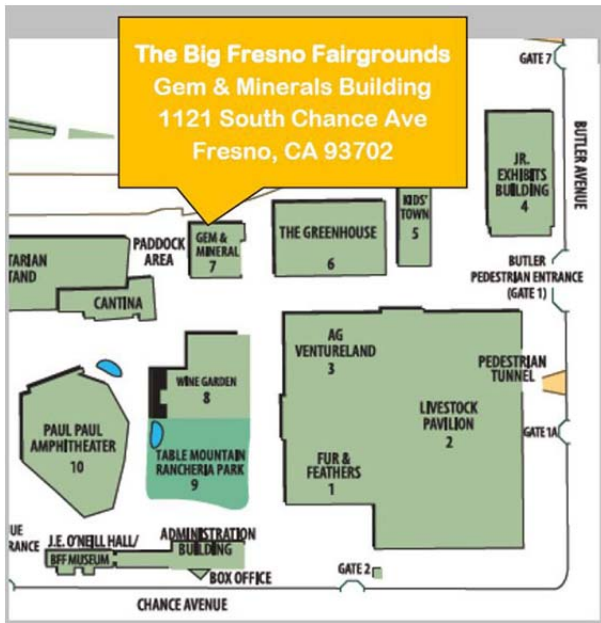 The Big Fresno Fairgrounds
Gem & Minerals Building
1121 South Chance Ave
Fresno, CA 93702
GATE 7
BUTLER AVENUE
JR.
EXHIBITS
BUILDING
4
KIDS'
TOWN
5
THE GREENHOUSE
6
GEM &
MINERAL
7
PADDOCK
AREA
TARIAN
TAND
CANTINA
BUTLER
PEDESTRIAN ENTRANCE
(GATE 1)
AG
VENTURELAND
3
PEDESTRIAN
TUNNEL
WINE GARDEN
8
LIVESTOCK
PAVILION
2
GATE 1A
PAUL PAUL
AMPHITHEATER
10
TABLE MOUNTAIN
RANCHERIA PARK
9
FUR &
FEATHERS
1
UE
RANCE
J.E. O'NEILL HALL/
BFF MUSEUM
ADMINISTRATION
BUILDING
BOX OFFICE
GATE 2
CHANCE AVENUE